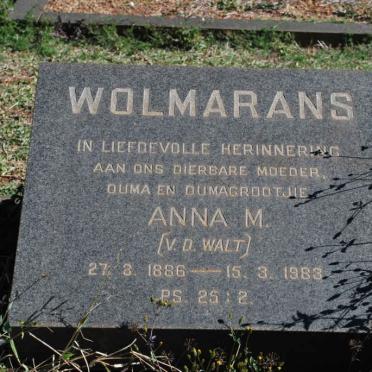 WOLMARANS
IN LIEFDEVOLLE HERINNERING
AAN ONS DIERBARE MOEDER,
OUMA EN OUMAGROOTJIE
ANNA M.
(V. D. WALT)
27. 3. 1886 — 15. 3. 1983
PS. 25 : 2.